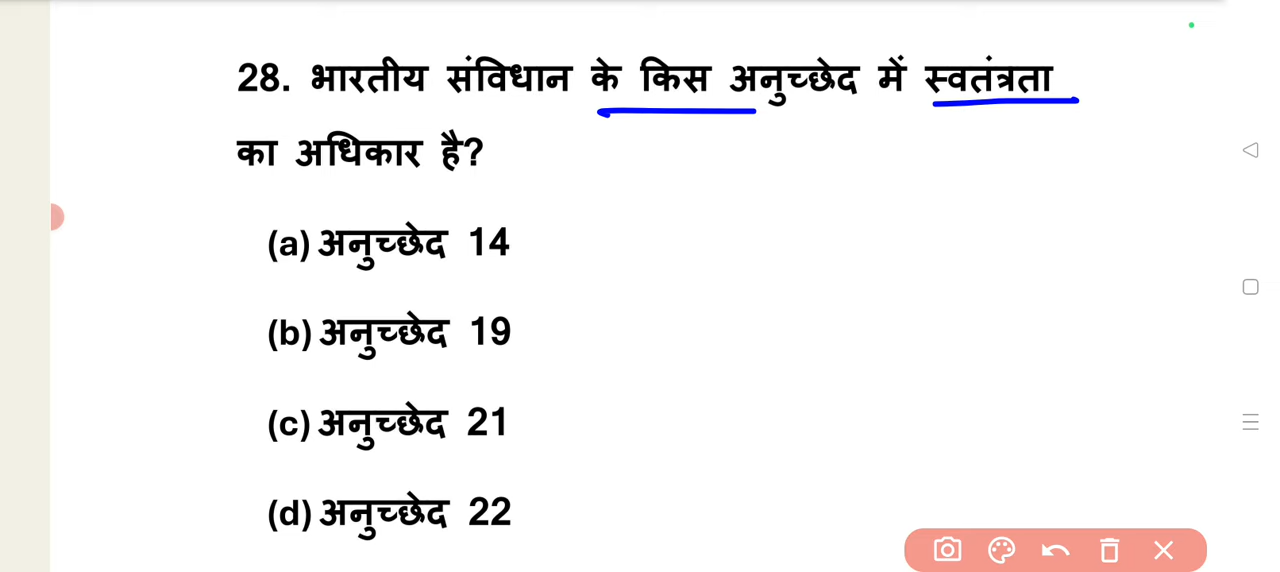 28. भारतीय संविधान के किस अनुच्छेद में स्वतंत्रता
का अधिकार है?
(a) अनुच्छेद 14
(b) अनुच्छेद 19
(c) अनुच्छेद 21
(d) अनुच्छेद 22